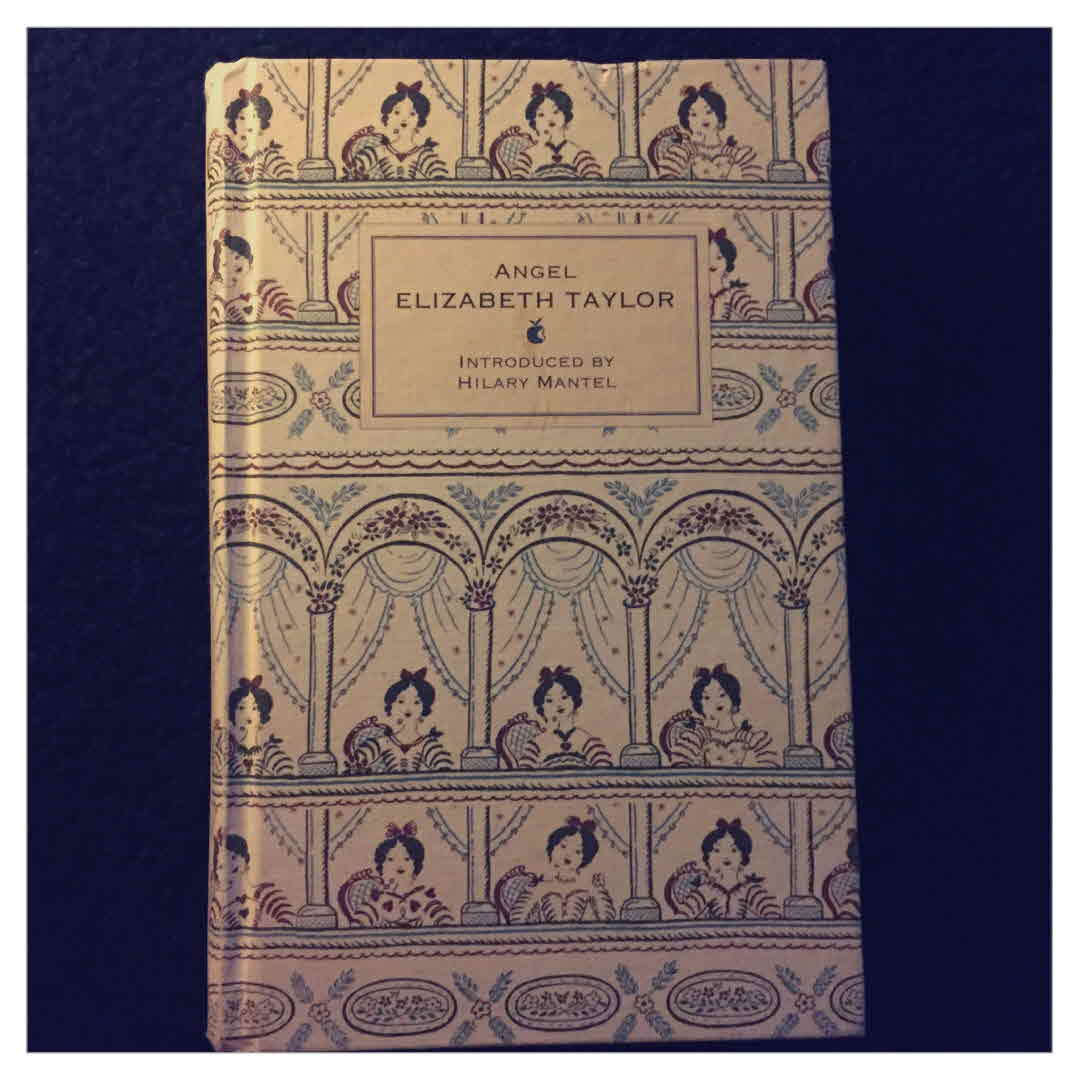 ANGEL
ELIZABETH TAYLOR
INTRODUCED BY
HILARY MANTEL